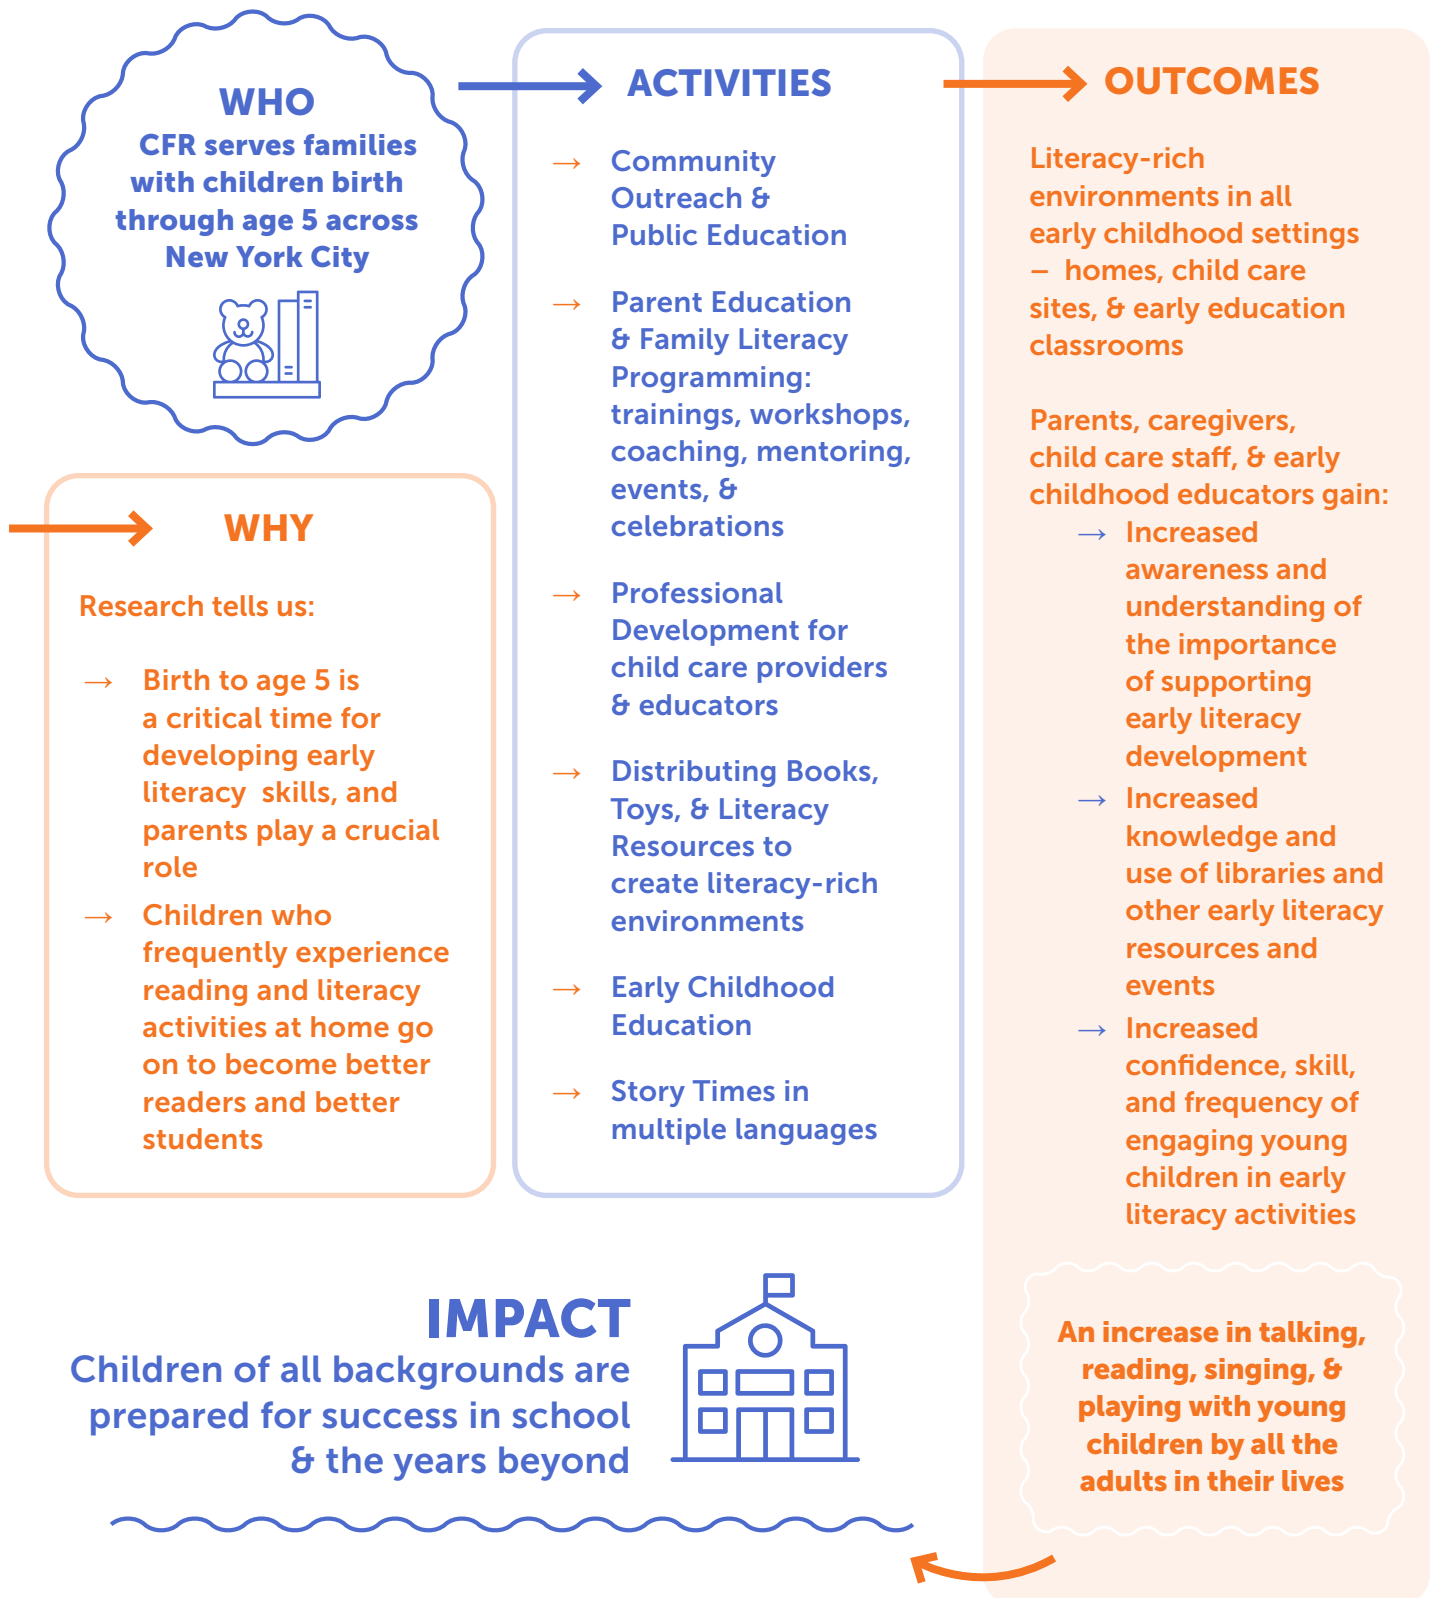 WHO
CFR serves families
with children birth
through age 5 across
New York City
WHY
Research tells us:
→ Birth to age 5 is
a critical time for
developing early
literacy skills, and
parents play a crucial
role
→ Children who
frequently experience
reading and literacy
activities at home go
on to become better
readers and better
students
ACTIVITIES
→ Community
Outreach &
Public Education
→ Parent Education
& Family Literacy
Programming:
trainings, workshops,
coaching, mentoring,
events, &
celebrations
→ Professional
Development for
child care providers
& educators
→ Distributing Books,
Toys, & Literacy
Resources to
create literacy-rich
environments
→ Early Childhood
Education
→ Story Times in
multiple languages
OUTCOMES
Literacy-rich
environments in all
early childhood settings
– homes, child care
sites, & early education
classrooms
Parents, caregivers,
child care staff, & early
childhood educators gain:
→ Increased
awareness and
understanding of
the importance
of supporting
early literacy
development
→ Increased
knowledge and
use of libraries and
other early literacy
resources and
events
→ Increased
confidence, skill,
and frequency of
engaging young
children in early
literacy activities
An increase in talking,
reading, singing, &
playing with young
children by all the
adults in their lives
IMPACT
Children of all backgrounds are
prepared for success in school
& the years beyond